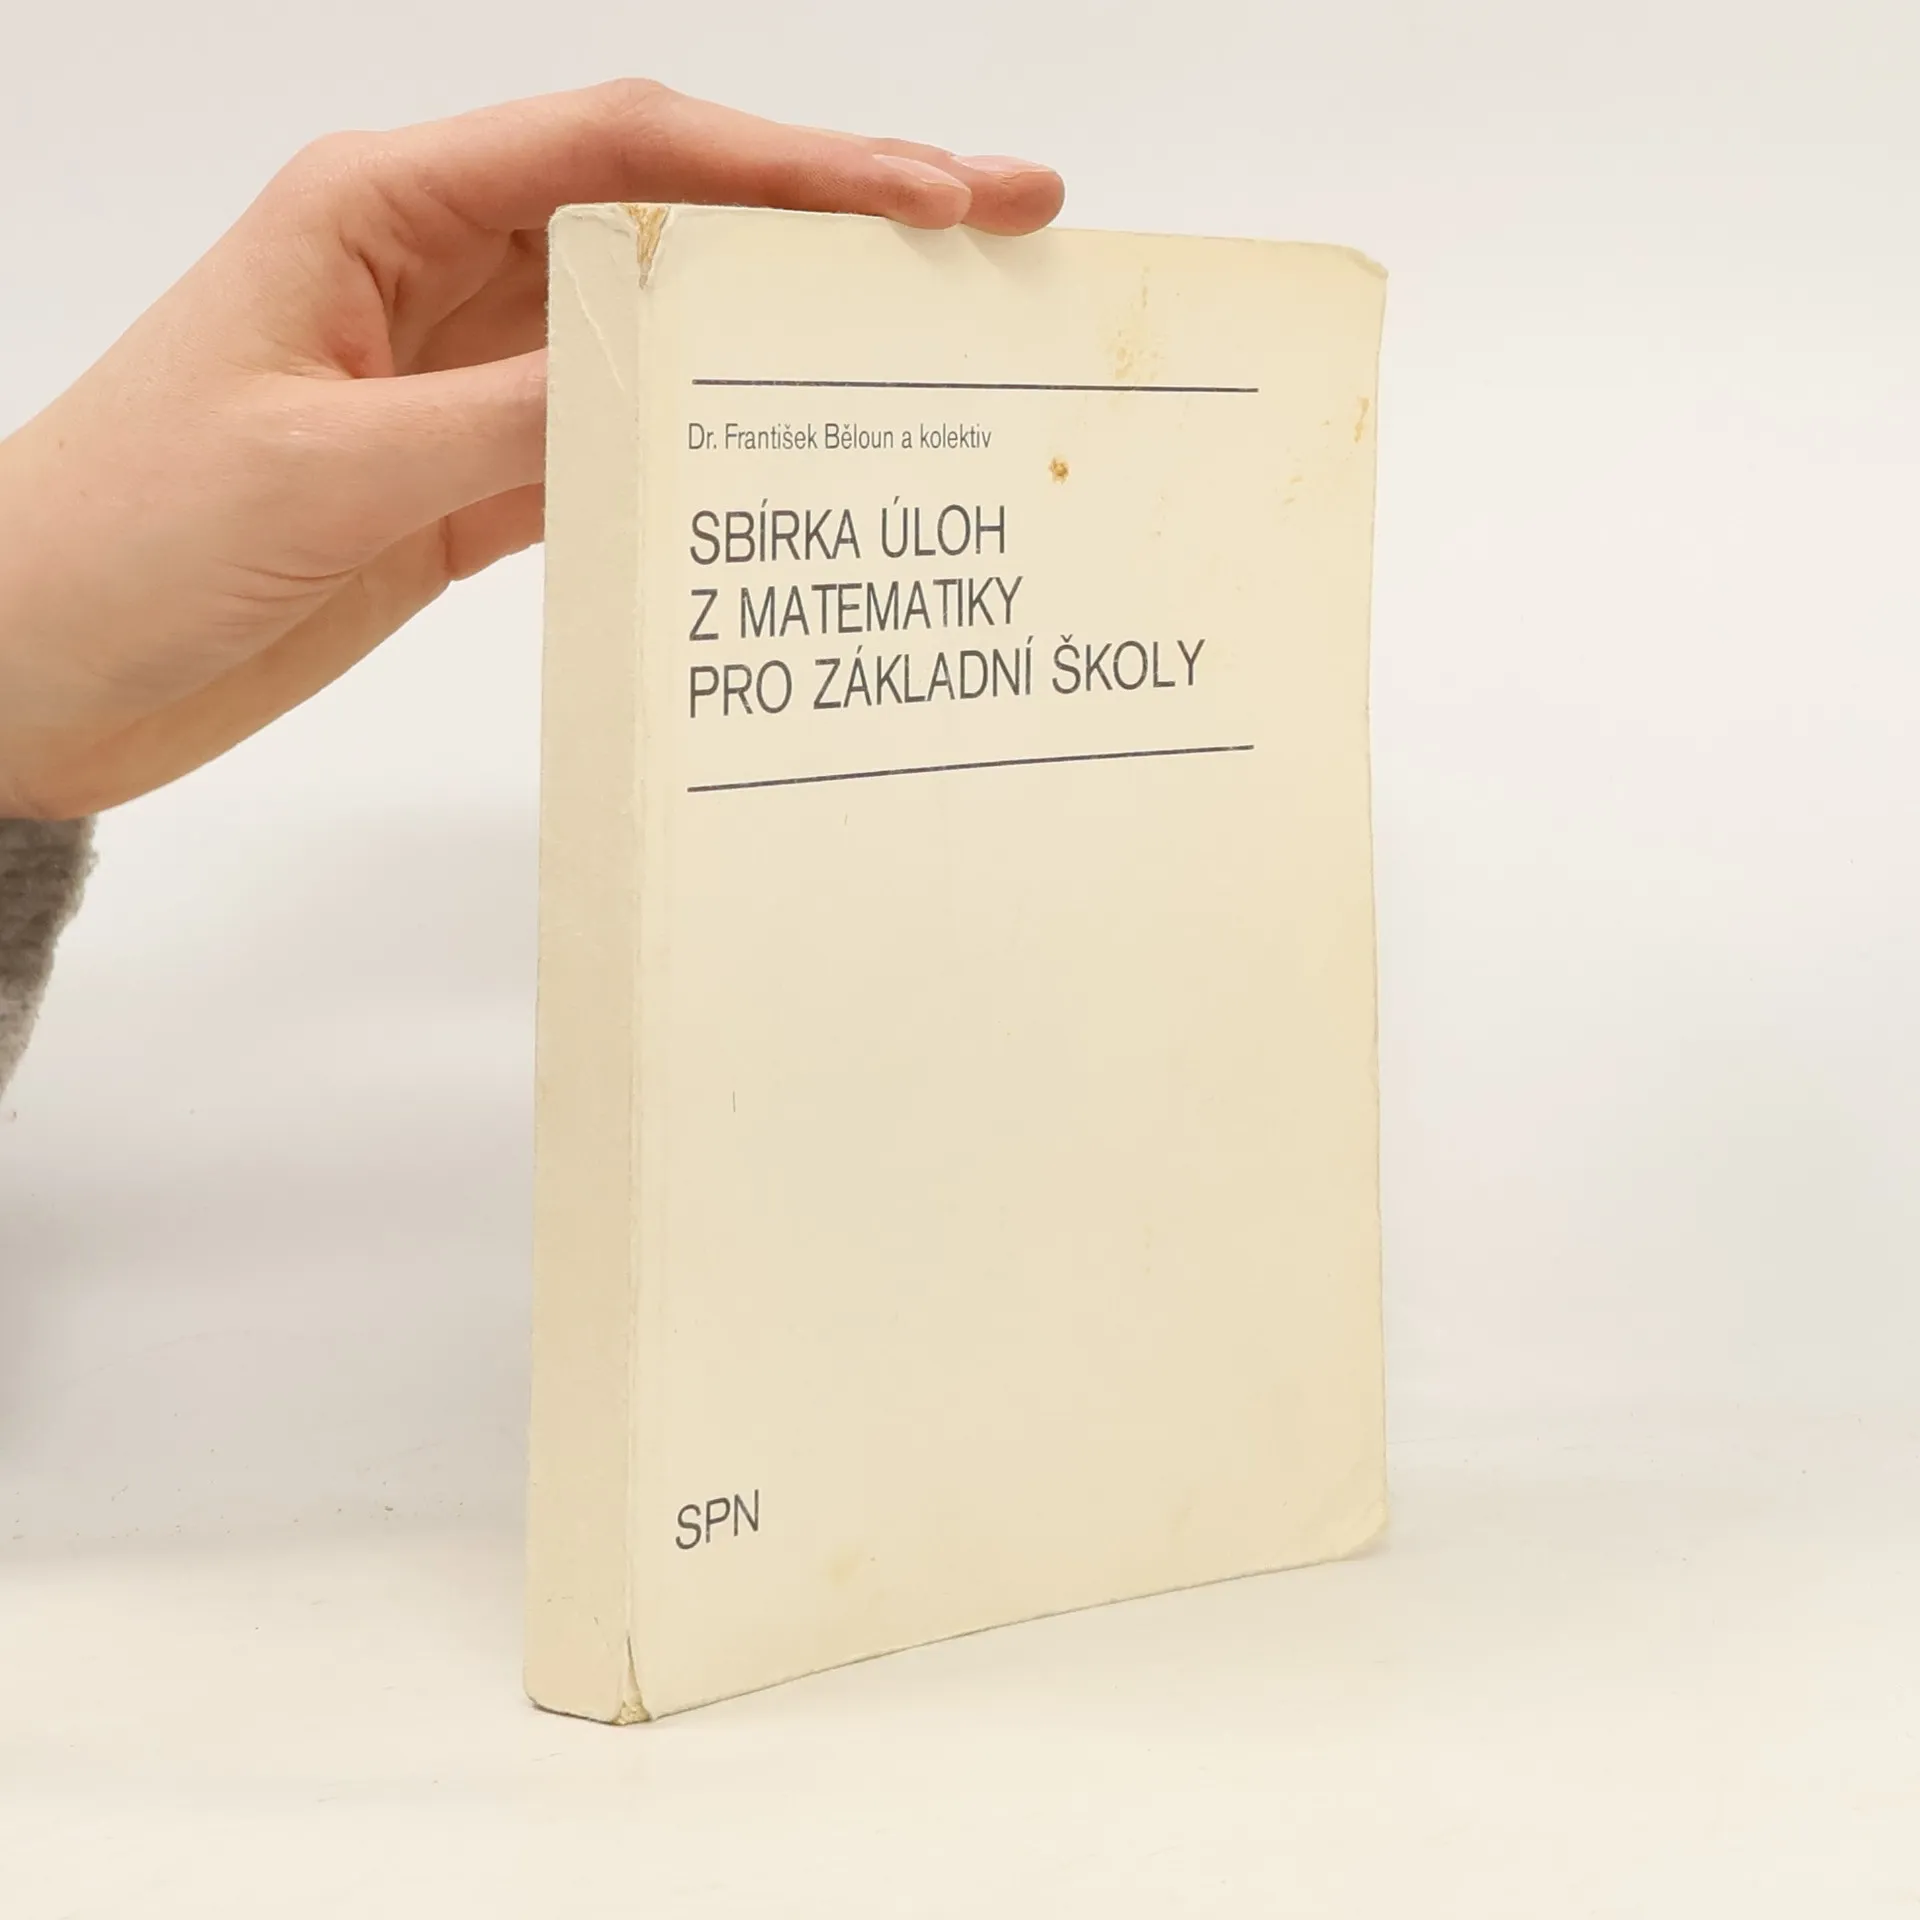 Dr. František Běloun a kolektiv
SBÍRKA ÚLOH
Z MATEMATIKY
PRO ZÁKLADNÍ ŠKOLY
SPN